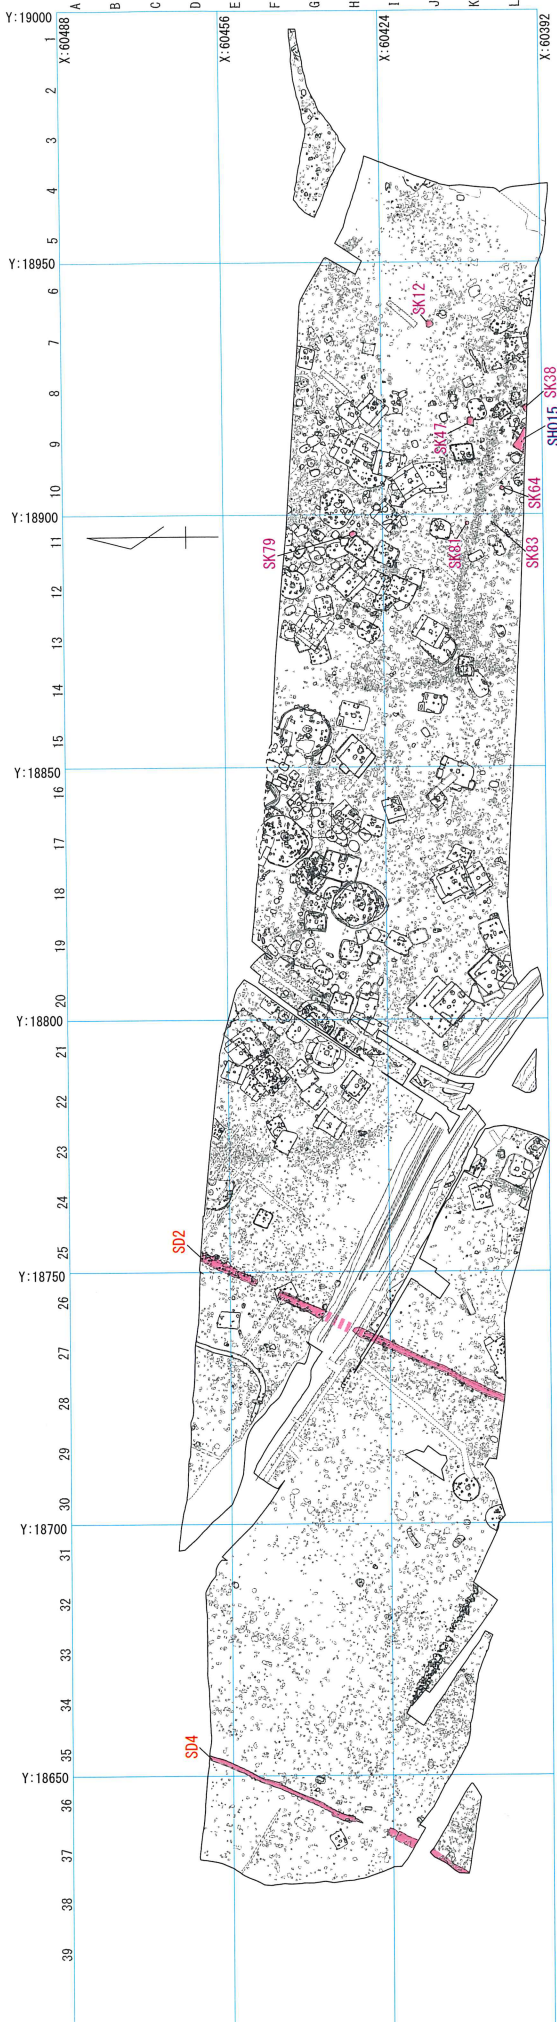 Y:19000
A
B
C
D
E
F
G
H
I
J
K
L
X:60488
X:60456
X:60424
X:60392
1
2
3
4
5
Y:18950
6
7
SK12
8
SK38
SH015
SK47
9
SK64
10
Y:18900
11
SK79
SK81
SK83
12
13
14
15
Y:18850
16
17
18
19
20
Y:18800
21
22
23
24
SD2
25
Y:18750
26
27
28
29
30
Y:18700
31
32
33
34
SD4
35
Y:18650
36
37
38
39